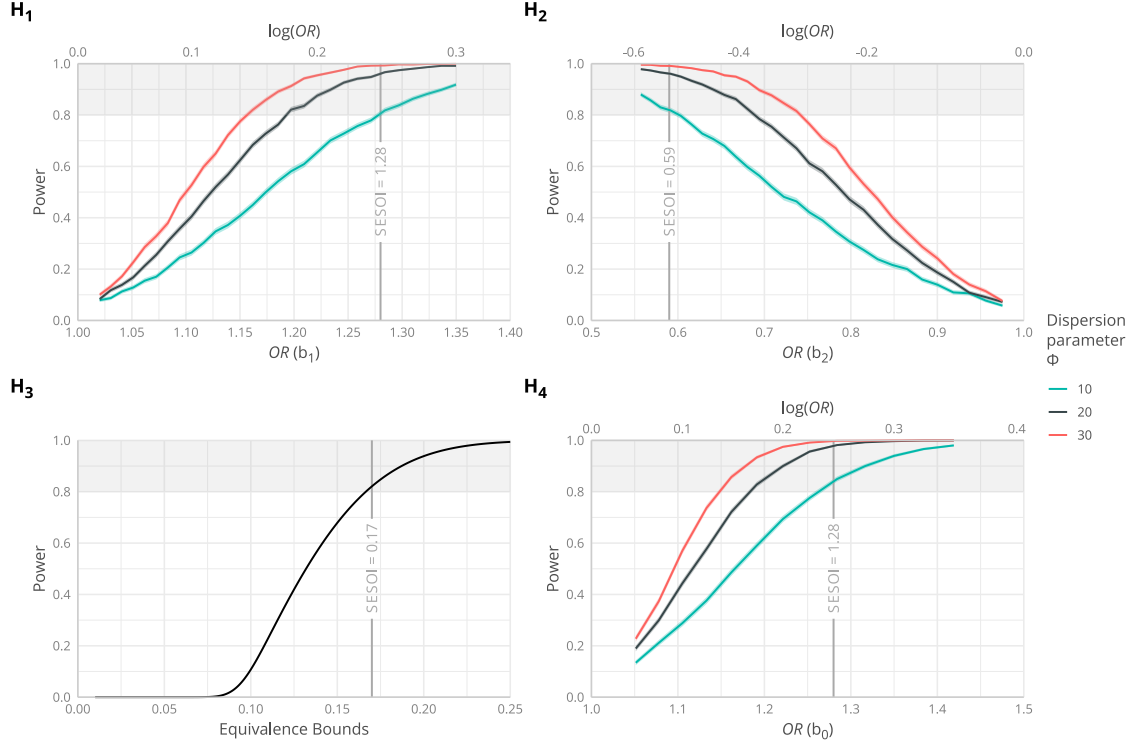 H1
log(OR)
0.0 0.1 0.2 0.3
Power
1.0
0.8
0.6
0.4
0.2
0.0
SESOI = 1.28
1.00 1.05 1.10 1.15 1.20 1.25 1.30 1.35 1.40
OR (b1)
H2
log(OR)
-0.6 -0.4 -0.2 0.0
Power
1.0
0.8
0.6
0.4
0.2
0.0
SESOI = 0.59
0.5 0.6 0.7 0.8 0.9 1.0
OR (b2)
Dispersion
parameter
Φ
10
20
30
H3
Power
1.0
0.8
0.6
0.4
0.2
0.0
SESOI = 0.17
0.00 0.05 0.10 0.15 0.20 0.25
Equivalence Bounds
H4
log(OR)
0.0 0.1 0.2 0.3 0.4
Power
1.0
0.8
0.6
0.4
0.2
0.0
SESOI = 1.28
1.0 1.1 1.2 1.3 1.4 1.5
OR (b0)